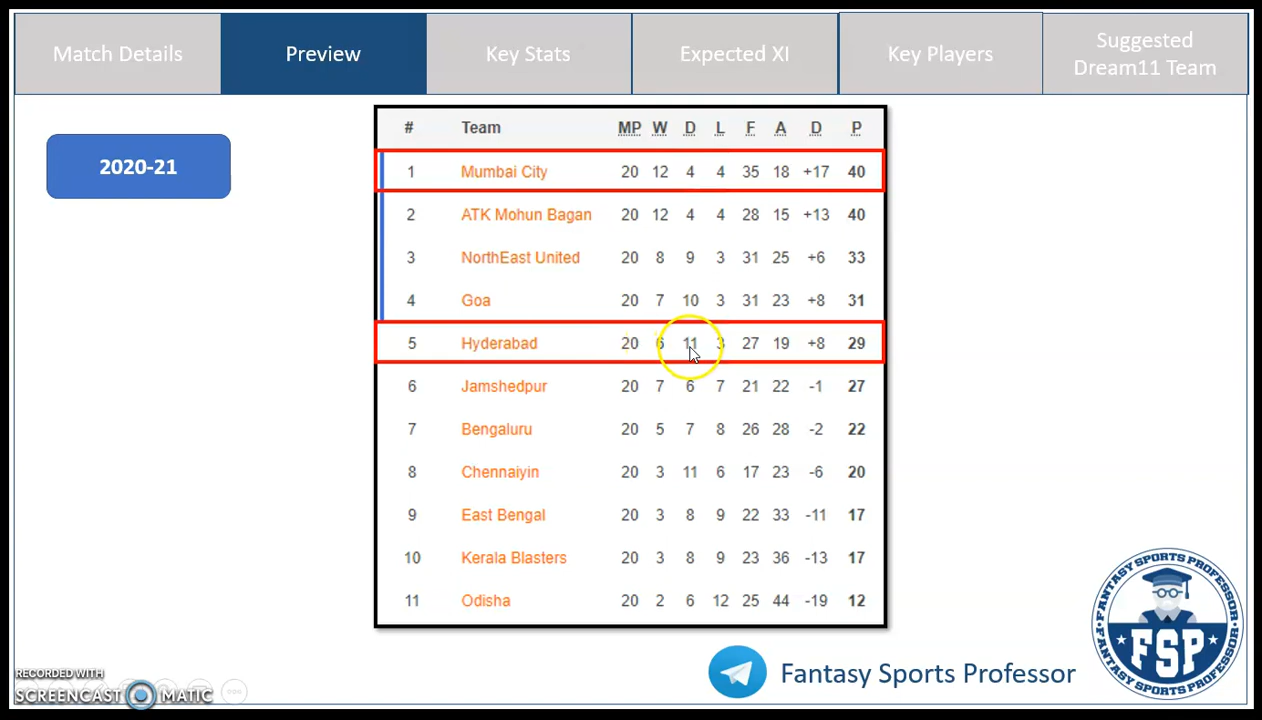 Match Details
Preview
Key Stats
Expected XI
Key Players
Suggested
Dream11 Team
2020-21
# Team MP W D L F A D P
1 Mumbai City 20 12 4 4 35 18 +17 40
2 ATK Mohun Bagan 20 12 4 4 28 15 +13 40
3 NorthEast United 20 8 9 3 31 25 +6 33
4 Goa 20 7 10 3 31 23 +8 31
5 Hyderabad 20 6 11 3 27 19 +8 29
6 Jamshedpur 20 7 6 7 21 22 -1 27
7 Bengaluru 20 5 7 8 26 28 -2 22
8 Chennaiyin 20 3 11 6 17 23 -6 20
9 East Bengal 20 3 8 9 22 33 -11 17
10 Kerala Blasters 20 3 8 9 23 36 -13 17
11 Odisha 20 2 6 12 25 44 -19 12
FANTASY SPORTS PROFESSOR
FSP
FANTASY SPORTS PROFESSOR
Fantasy Sports Professor
RECORDED WITH
SCREENCAST MATIC